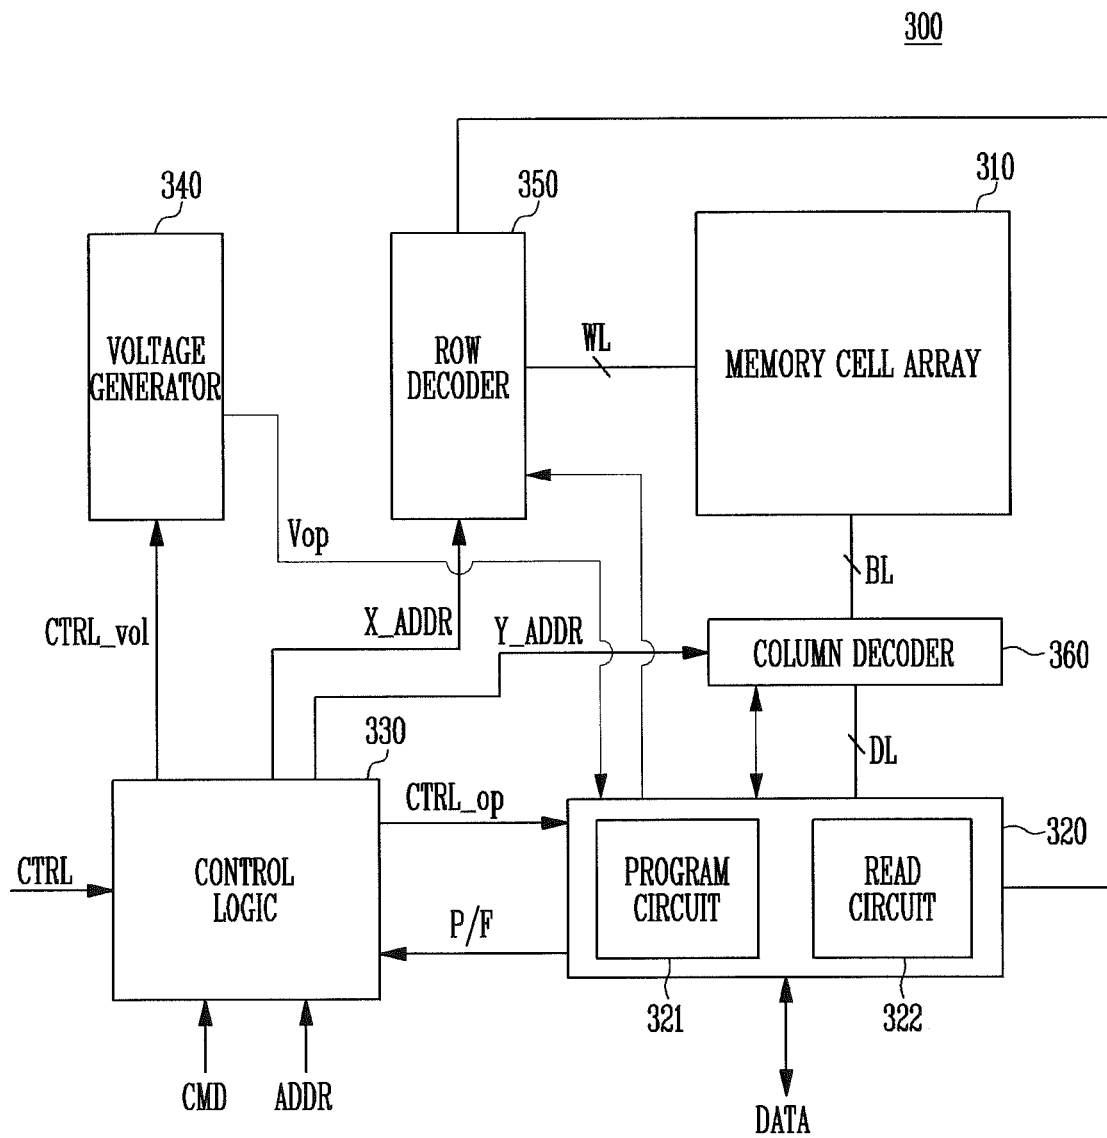 300
340
350
310
VOLTAGE
GENERATOR
ROW
DECODER
WL
MEMORY CELL ARRAY
Vop
BL
CTRL_vol
X_ADDR
Y_ADDR
COLUMN DECODER
360
330
DL
CTRL_op
320
CTRL
CONTROL
LOGIC
PROGRAM
CIRCUIT
READ
CIRCUIT
P/F
321
322
CMD
ADDR
DATA